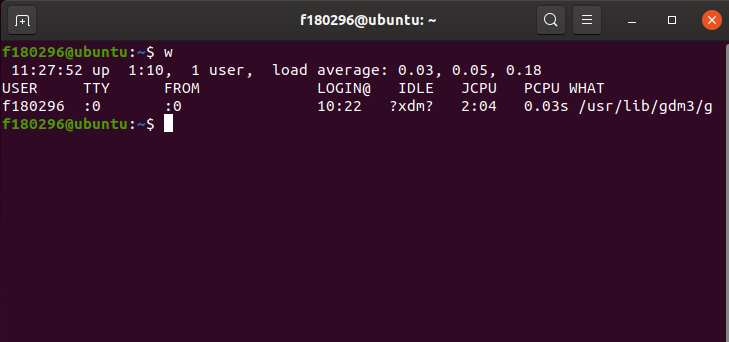 f180296@ubuntu: ~
f180296@ubuntu:~$ w
 11:27:52 up  1:10,  1 user,  load average: 0.03, 0.05, 0.18
USER     TTY      FROM             LOGIN@   IDLE   JCPU   PCPU WHAT
f180296  :0       :0               10:22   ?xdm?   2:04   0.03s /usr/lib/gdm3/g
f180296@ubuntu:~$